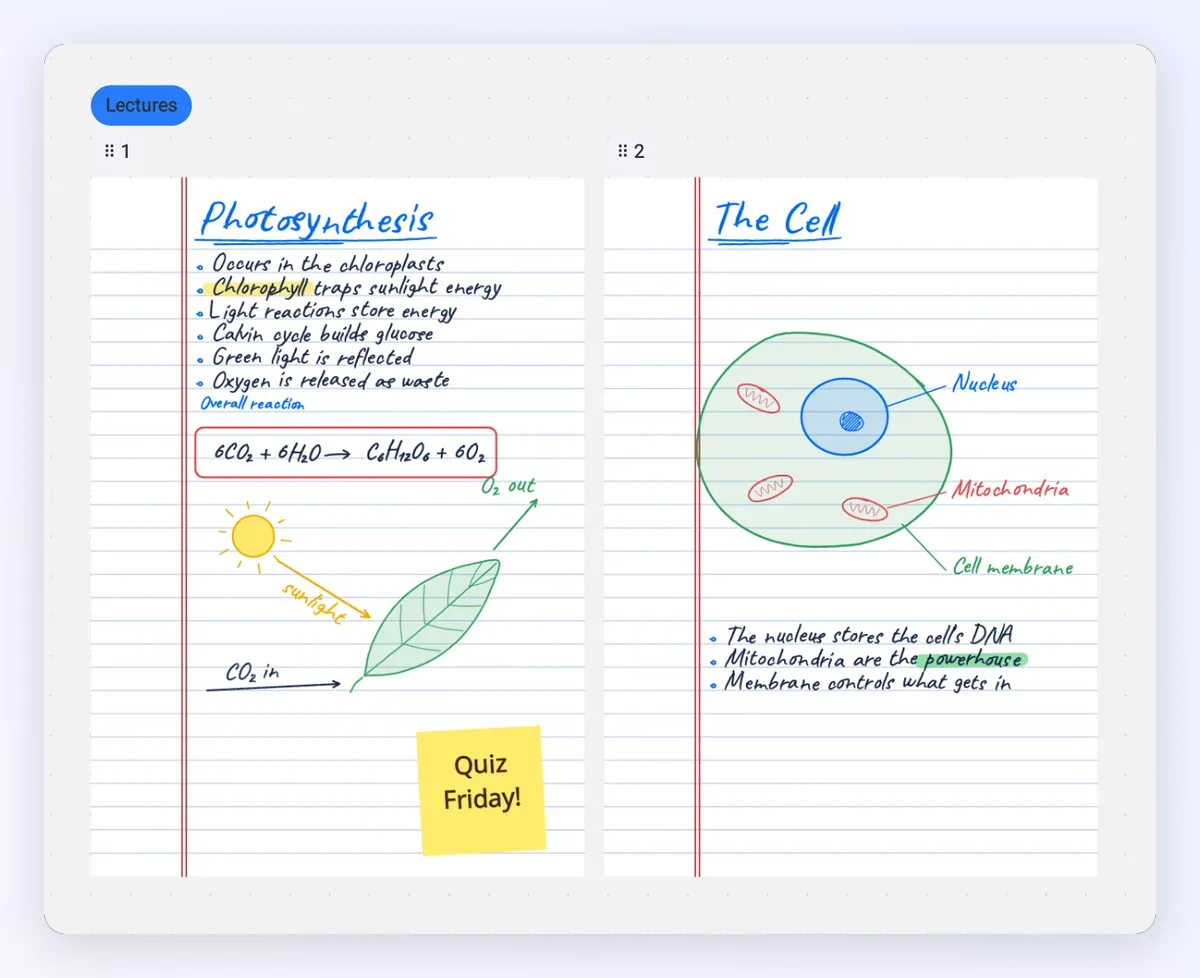 Lectures
1
Photosynthesis
• Occurs in the chloroplasts
• Chlorophyll traps sunlight energy
• Light reactions store energy
• Calvin cycle builds glucose
• Green light is reflected
• Oxygen is released as waste
Overall reaction
6CO₂ + 6H₂O → C₆H₁₂O₆ + 6O₂
O₂ out
sunlight
CO₂ in
Quiz
Friday!
2
The Cell
Nucleus
Mitochondria
Cell membrane
• The nucleus stores the cell's DNA
• Mitochondria are the powerhouse
• Membrane controls what gets in